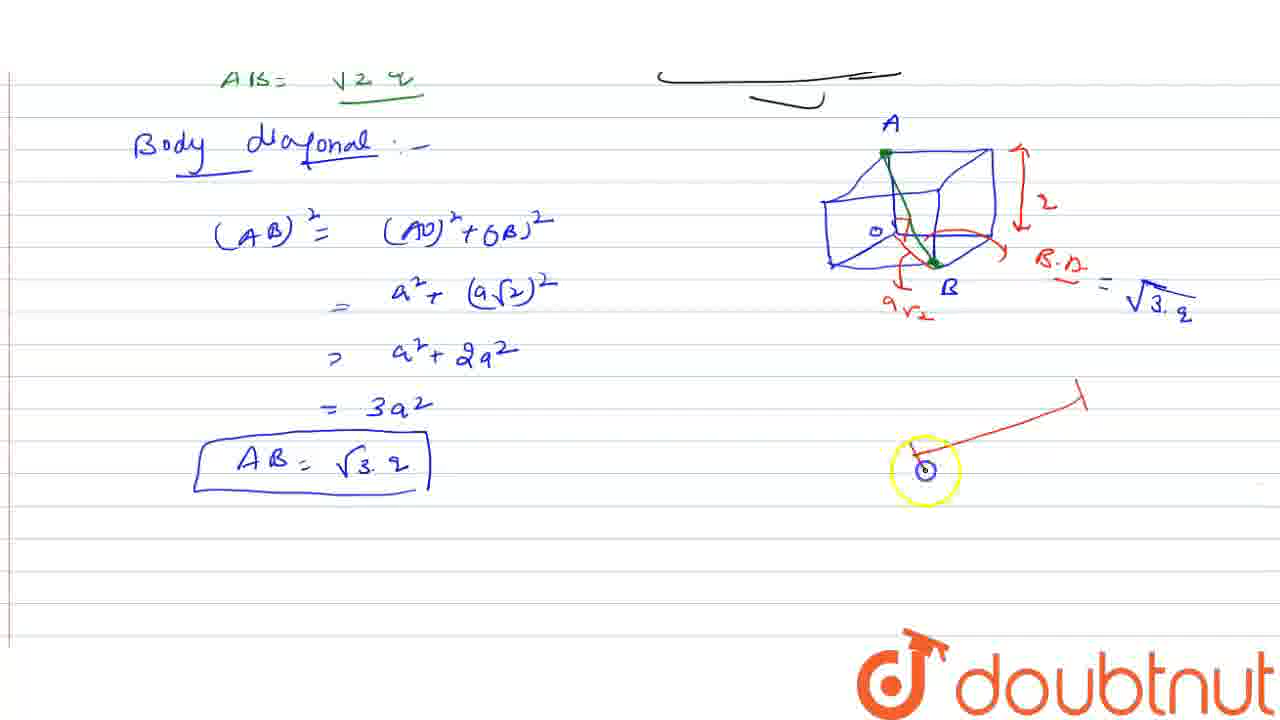 AB = √2 a
Body diagonal :-
(AB)² = (AO)² + OB)²
= a² + (a√2)²
= a² + 2a²
= 3a²
AB = √3. a
A
O
B
a
a√2
B.D = √3. a
doubtnut